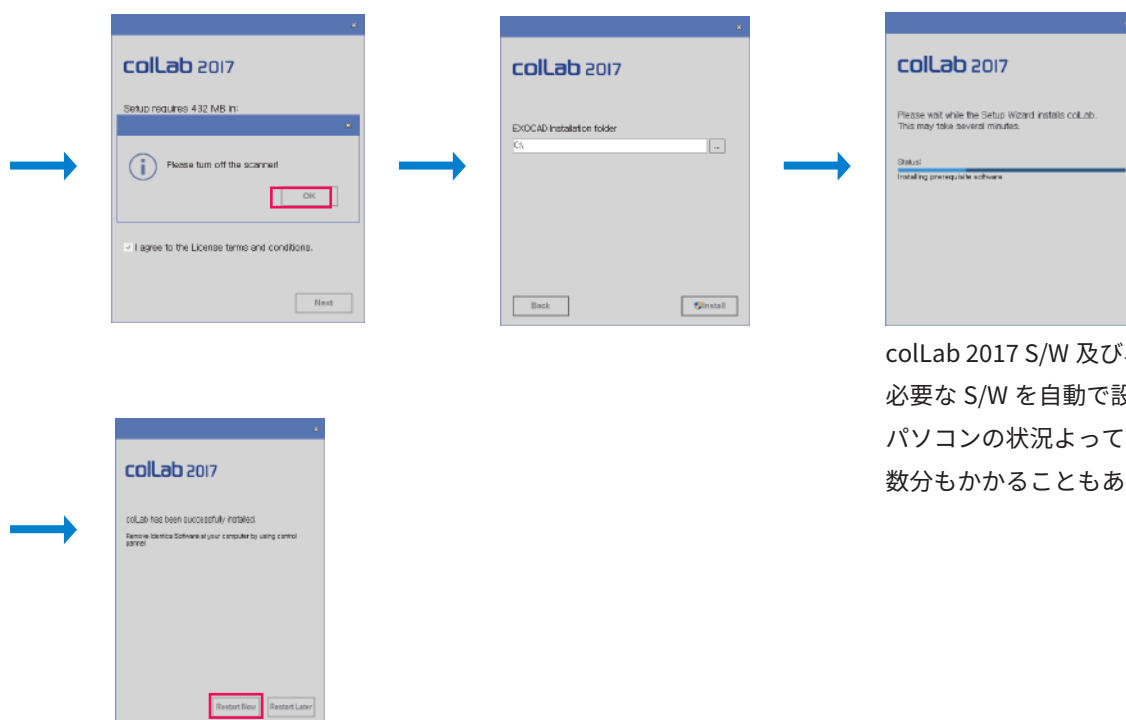 colLab 2017
Setup requires 432 MB in:
Please turn off the scanner!
OK
I agree to the License terms and conditions.
Next
colLab 2017
EXOCAD Installation folder
C:\
...
Back
Install
colLab 2017
Please wait while the Setup Wizard installs colLab.
This may take several minutes.
Status:
Installing prerequisite software
colLab 2017 S/W 及び
必要な S/W を自動で設
パソコンの状況よって
数分もかかることもあ
colLab 2017
colLab has been successfully installed.
Remove Identica Software at your computer by using control
pannel
Restart Now
Restart Later